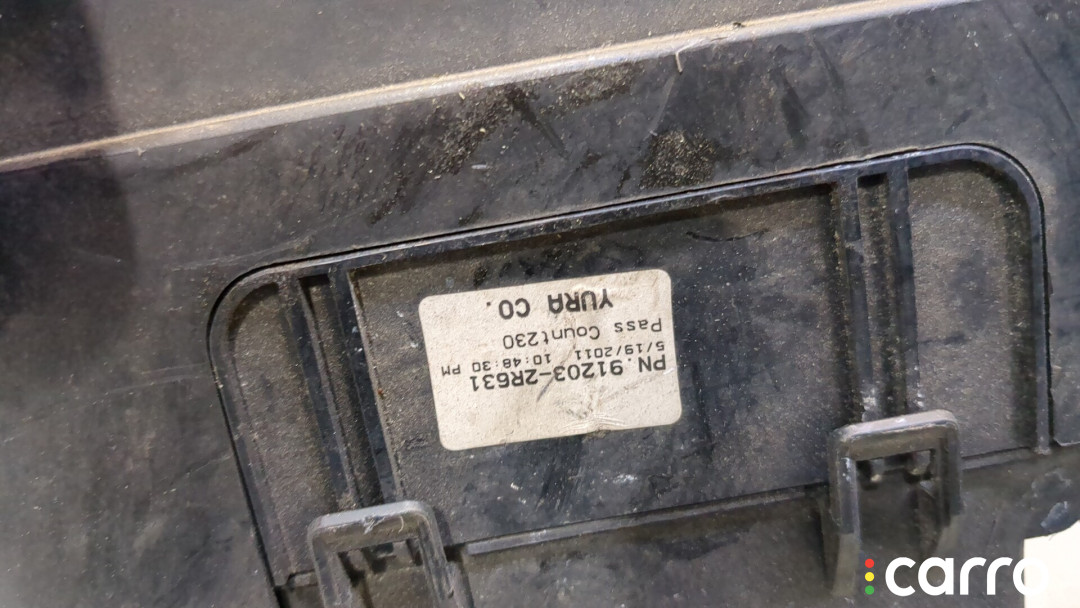 PN.91203-2R631
5/19/2011 10:48:30 PM
Pass Count230
YURA CO.
carro